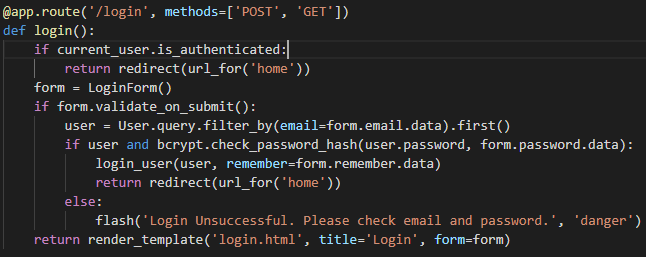 @app.route('/login', methods=['POST', 'GET'])
def login():
    if current_user.is_authenticated:
        return redirect(url_for('home'))
    form = LoginForm()
    if form.validate_on_submit():
        user = User.query.filter_by(email=form.email.data).first()
        if user and bcrypt.check_password_hash(user.password, form.password.data):
            login_user(user, remember=form.remember.data)
            return redirect(url_for('home'))
        else:
            flash('Login Unsuccessful. Please check email and password.', 'danger')
    return render_template('login.html', title='Login', form=form)